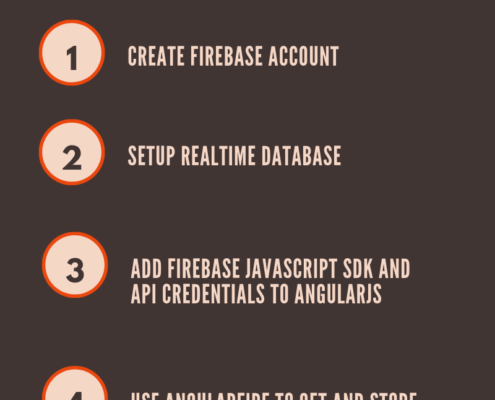 1 CREATE FIREBASE ACCOUNT
2 SETUP REALTIME DATABASE
3 ADD FIREBASE JAVASCRIPT SDK AND
API CREDENTIALS TO ANGULARJS
4 USE ANGULARFIRE TO GET AND STORE